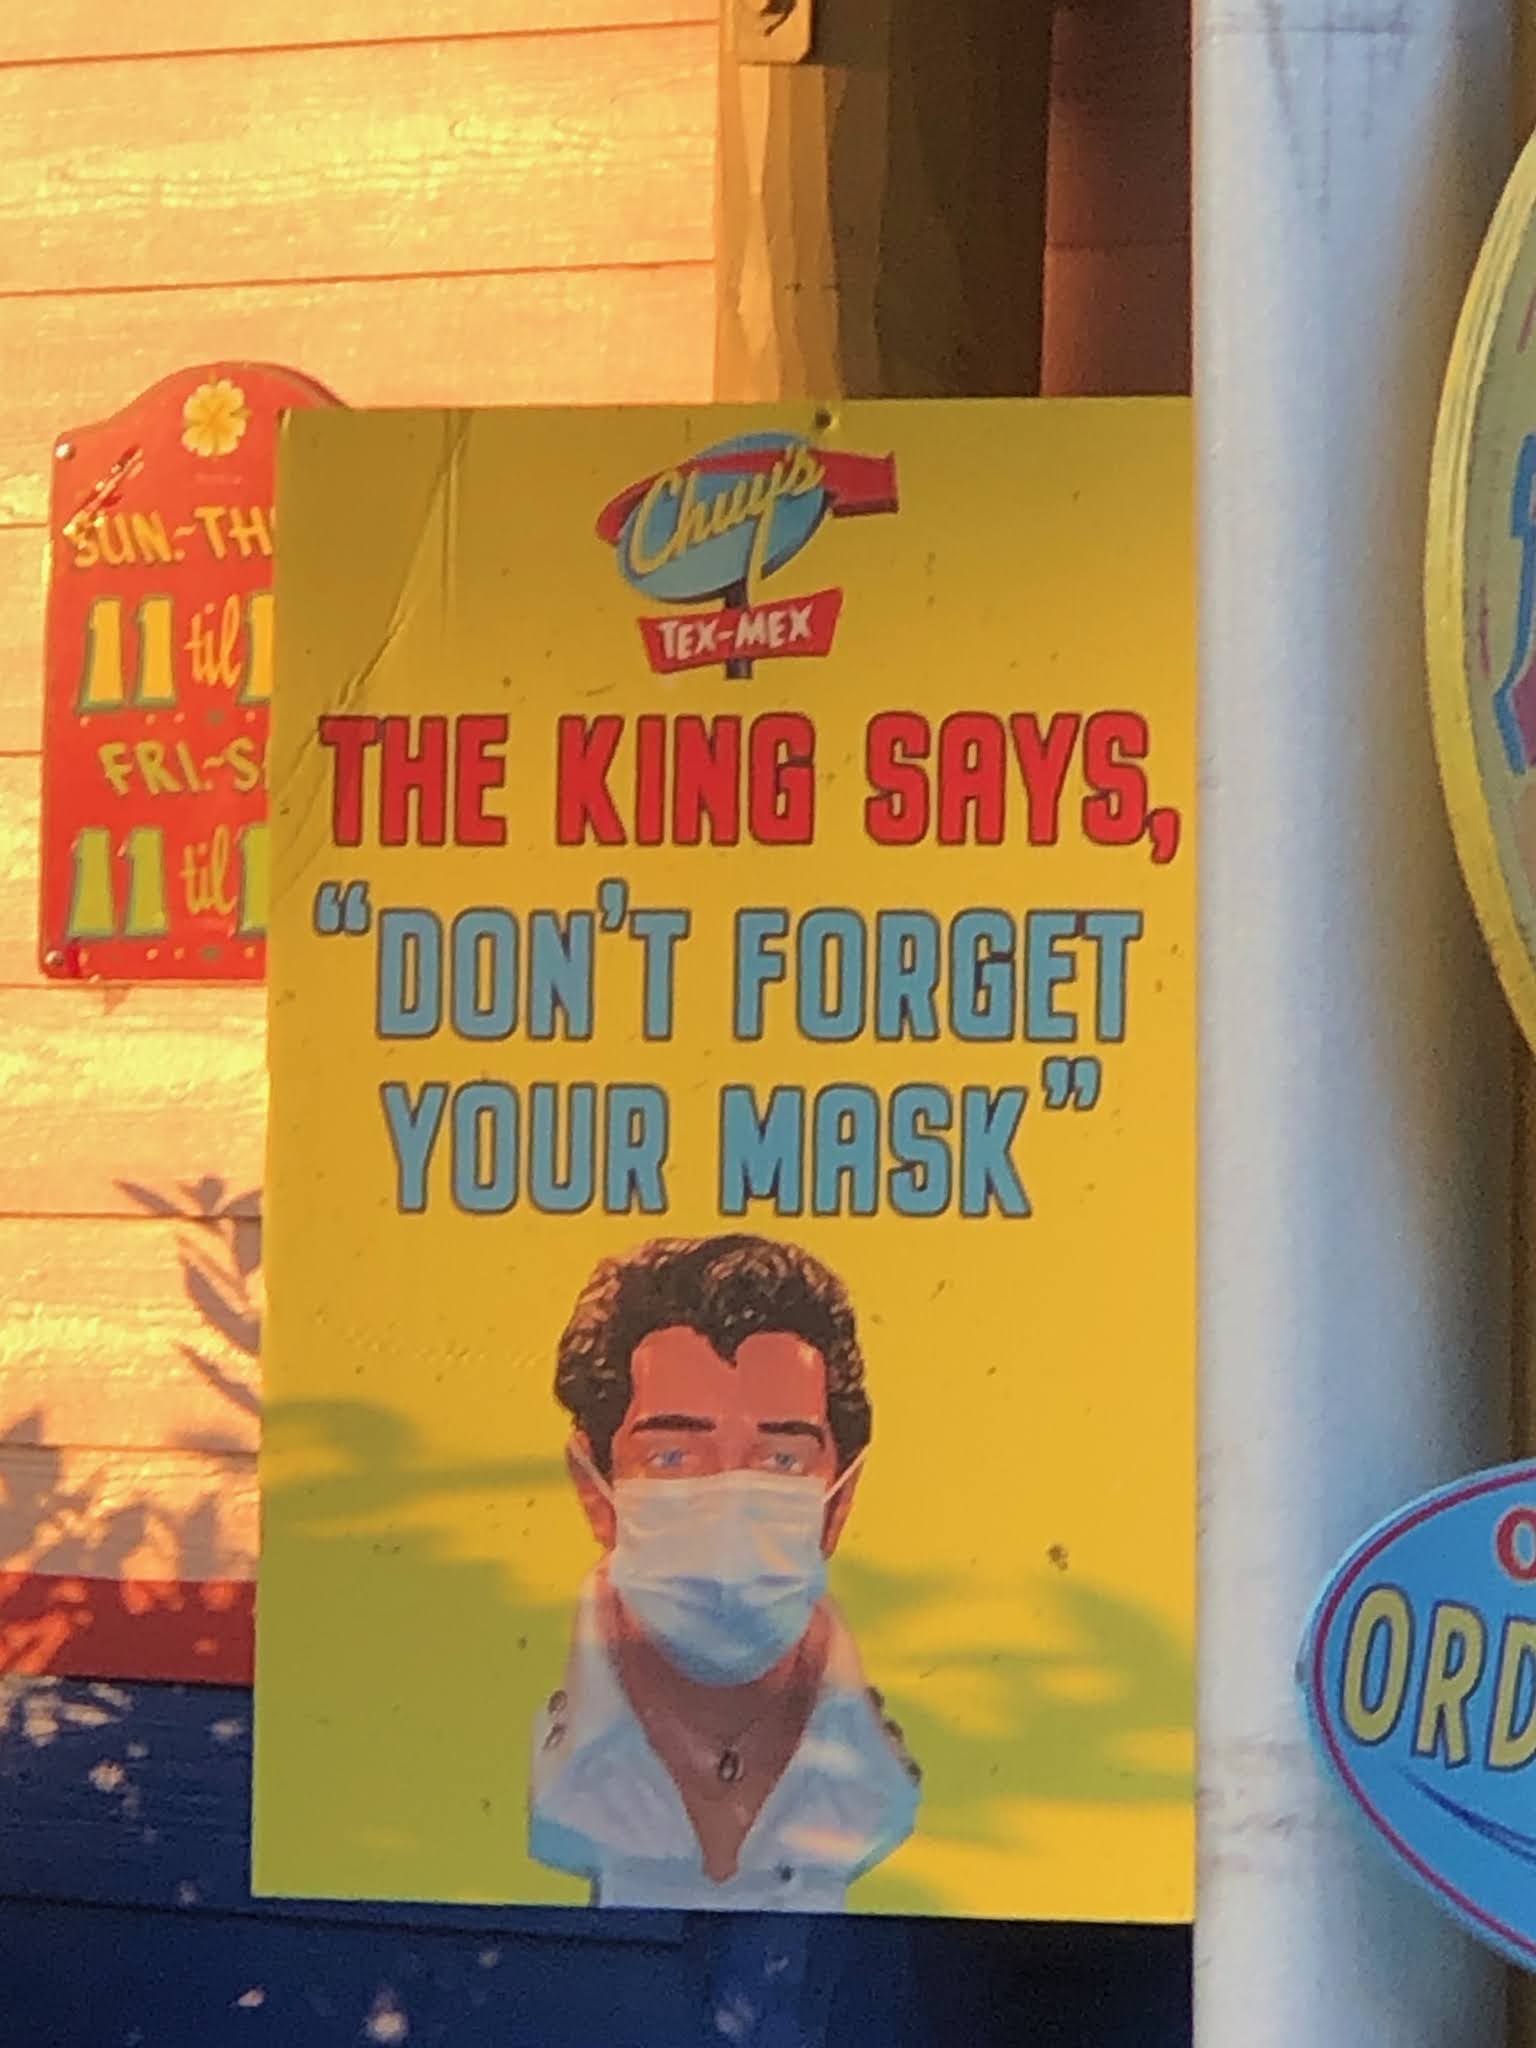 SUN.-TH
11 til
FRI.-S
11 til
Chuy's
TEX-MEX
THE KING SAYS,
“DON'T FORGET
YOUR MASK”
ORD